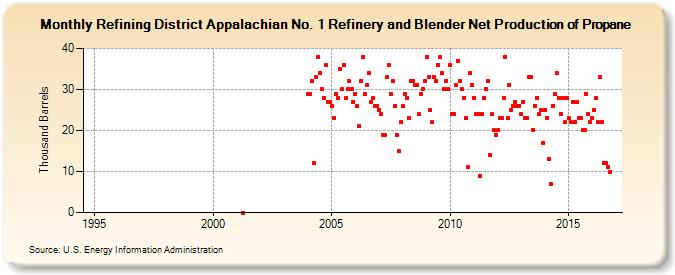 Monthly Refining District Appalachian No. 1 Refinery and Blender Net Production of Propane
Thousand Barrels
40
30
20
10
0
1995 2000 2005 2010 2015
Source: U.S. Energy Information Administration